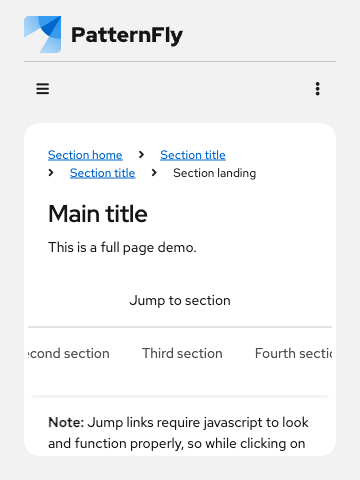 PatternFly
Section home > Section title
> Section title > Section landing
Main title
This is a full page demo.
Jump to section
econd section Third section Fourth sectio
Note: Jump links require javascript to look
and function properly, so while clicking on